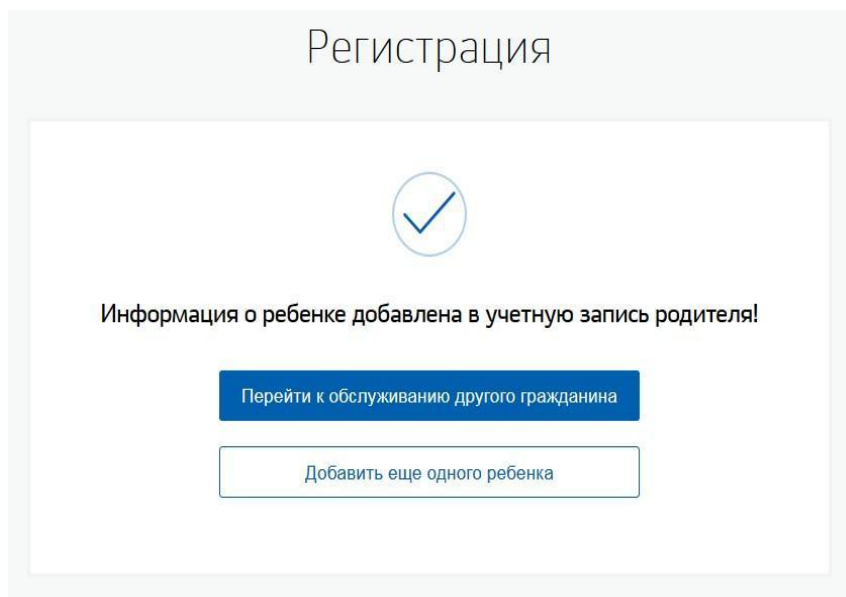 Регистрация
Информация о ребенке добавлена в учетную запись родителя!
Перейти к обслуживанию другого гражданина
Добавить еще одного ребенка